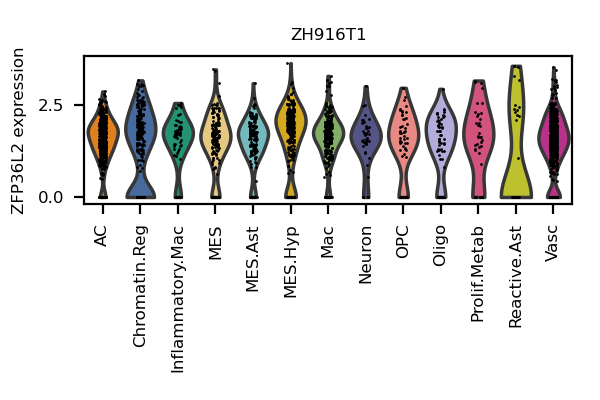 ZH916T1
ZFP36L2 expression
2.5
0.0
AC
Chromatin.Reg
Inflammatory.Mac
MES
MES.Ast
MES.Hyp
Mac
Neuron
OPC
Oligo
Prolif.Metab
Reactive.Ast
Vasc